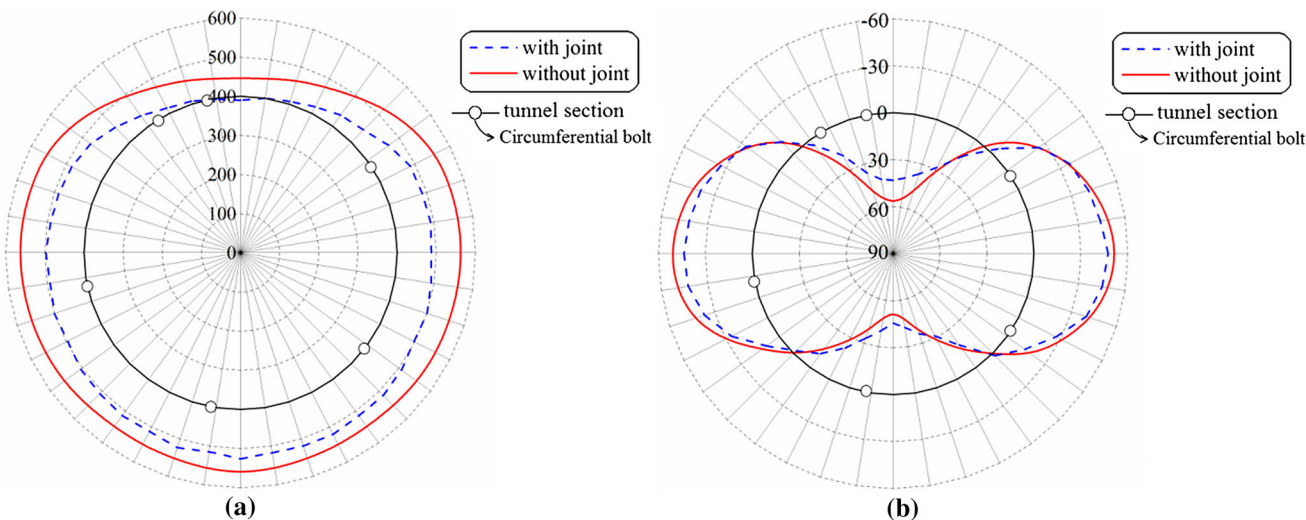 600
500
400
300
200
100
0
with joint
without joint
tunnel section
Circumferential bolt
(a)
-60
-30
0
30
60
90
with joint
without joint
tunnel section
Circumferential bolt
(b)